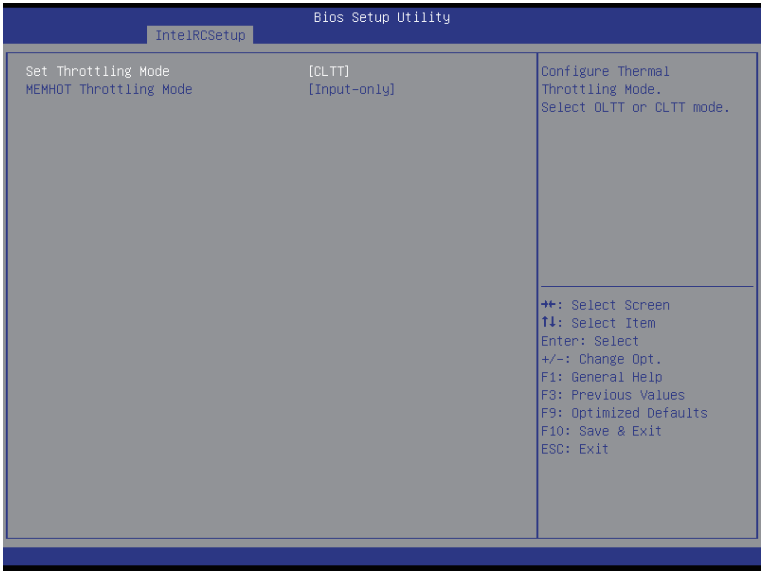 Bios Setup Utility
IntelRCSetup
Set Throttling Mode [CLTT]
MEMHOT Throttling Mode [Input-only]
Configure Thermal
Throttling Mode.
Select OLTT or CLTT mode.
→←: Select Screen
↑↓: Select Item
Enter: Select
+/-: Change Opt.
F1: General Help
F3: Previous Values
F9: Optimized Defaults
F10: Save & Exit
ESC: Exit